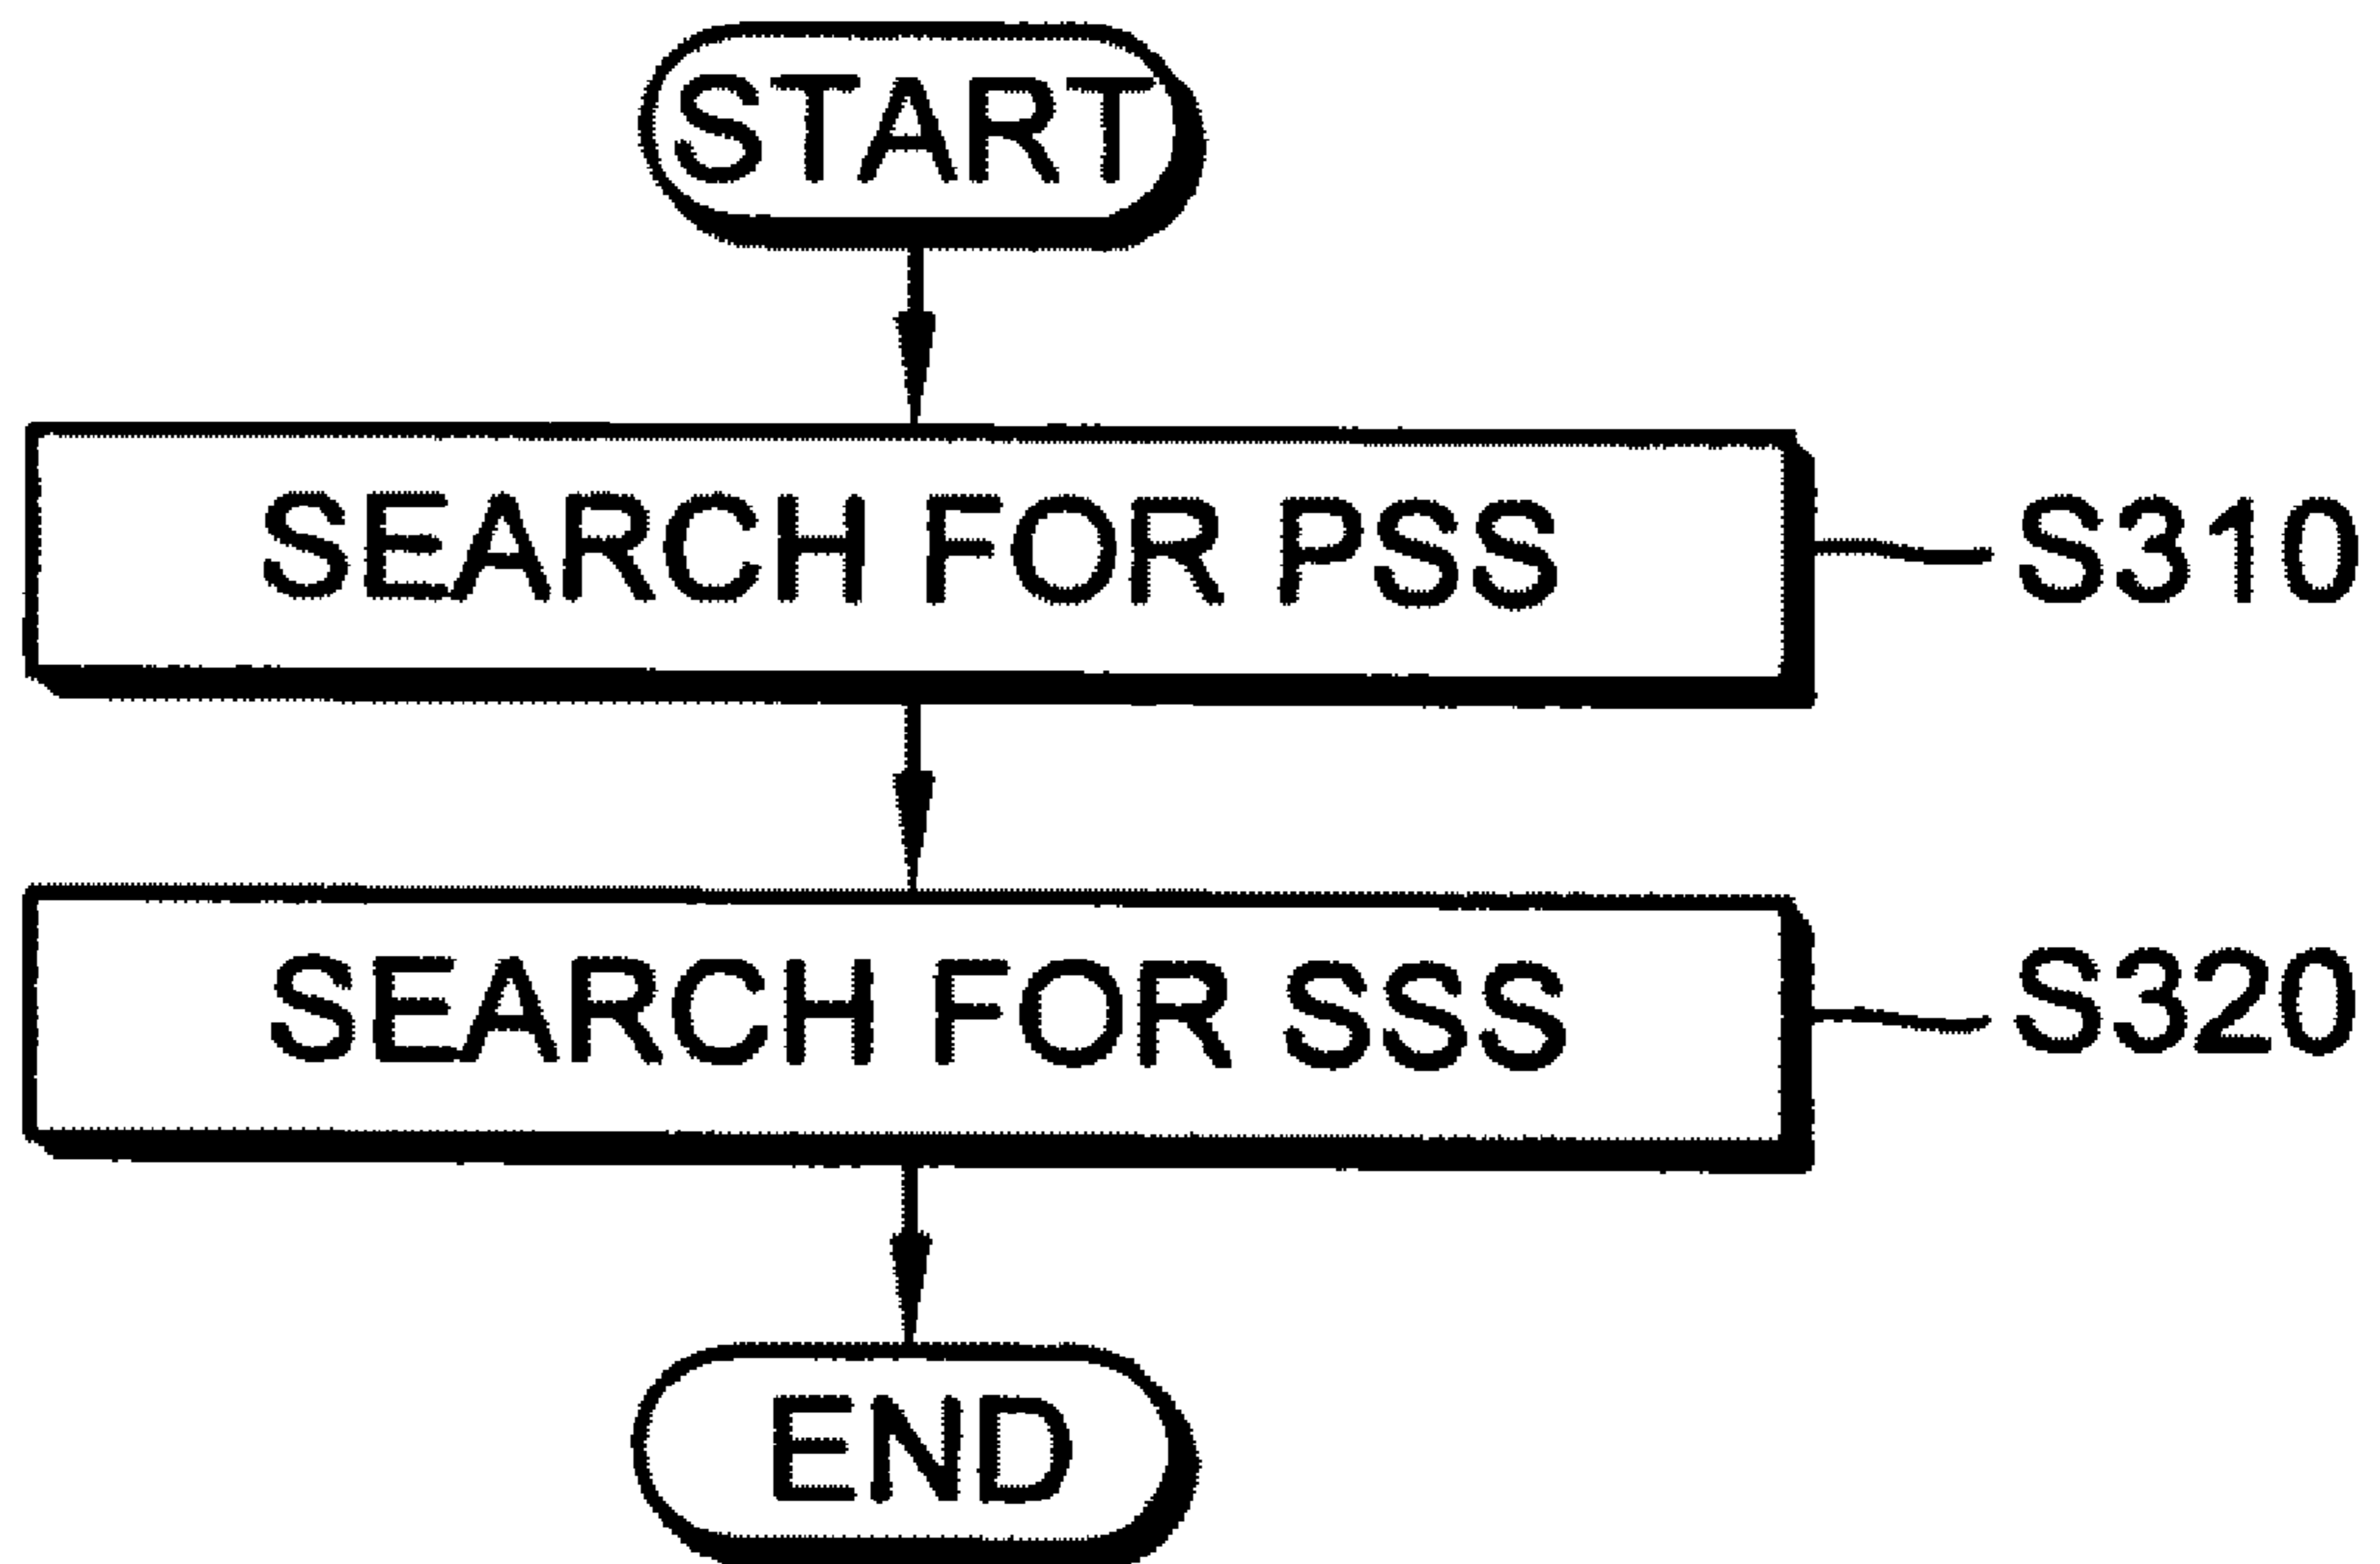 START
SEARCH FOR PSS
S310
SEARCH FOR SSS
S320
END